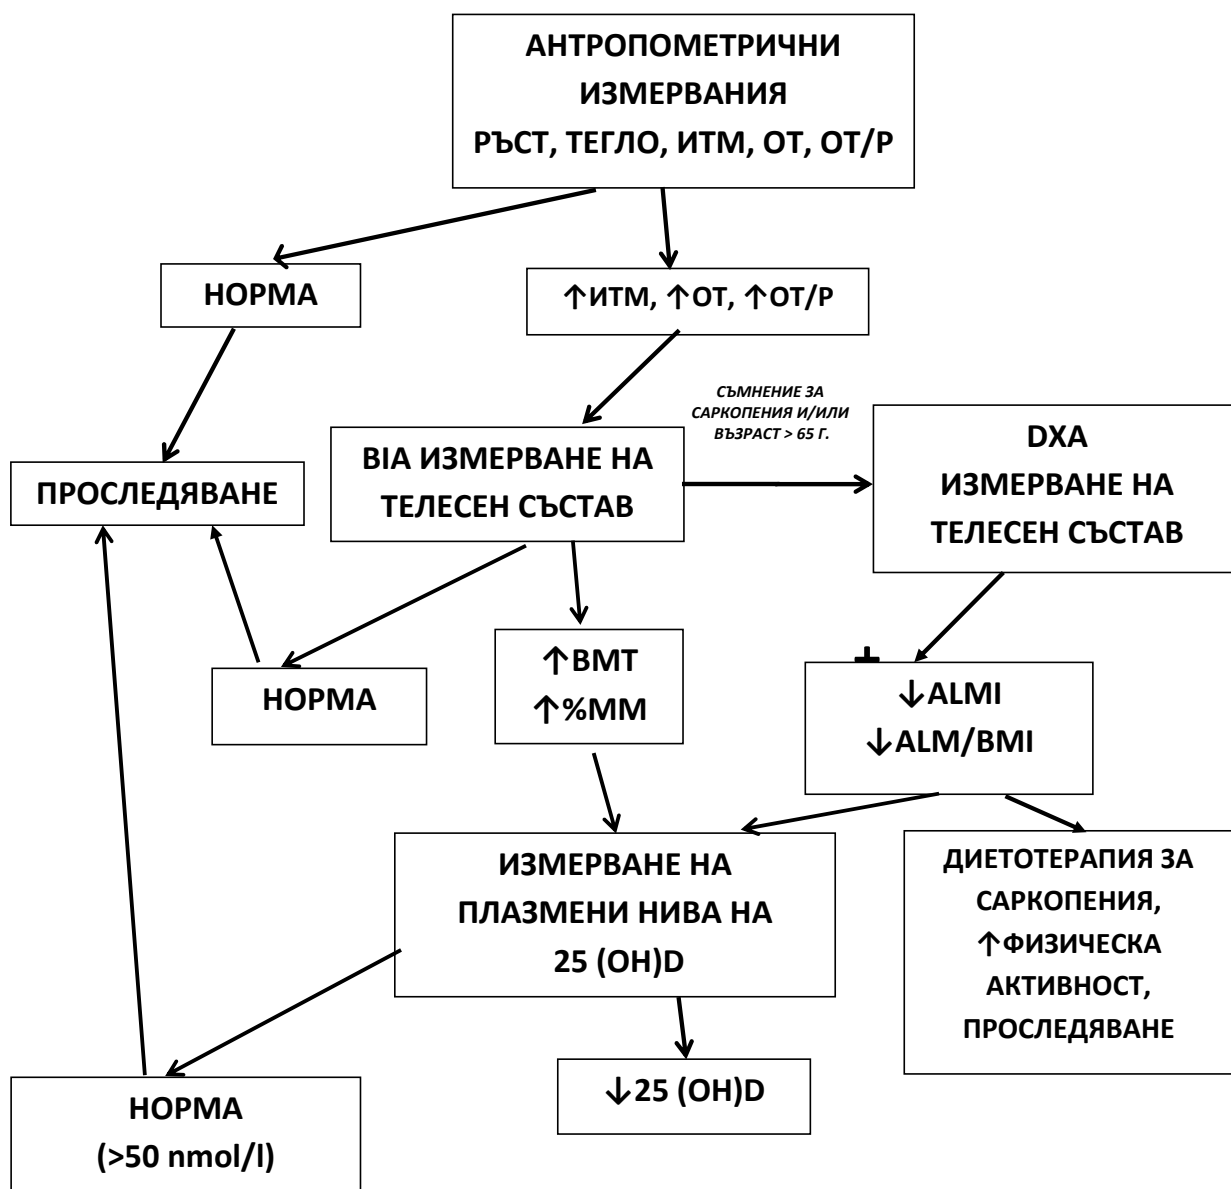 АНТРОПОМЕТРИЧНИ
ИЗМЕРВАНИЯ
РЪСТ, ТЕГЛО, ИТМ, ОТ, ОТ/Р
НОРМА
↑ИТМ, ↑ОТ, ↑ОТ/Р
СЪМНЕНИЕ ЗА
САРКОПЕНИЯ И/ИЛИ
ВЪЗРАСТ > 65 Г.
ПРОСЛЕДЯВАНЕ
BIA ИЗМЕРВАНЕ НА
ТЕЛЕСЕН СЪСТАВ
DXA
ИЗМЕРВАНЕ НА
ТЕЛЕСЕН СЪСТАВ
НОРМА
↑ВМТ
↑%ММ
↓ALMI
↓ALM/BMI
ИЗМЕРВАНЕ НА
ПЛАЗМЕНИ НИВА НА
25 (OH)D
ДИЕТОТЕРАПИЯ ЗА
САРКОПЕНИЯ,
↑ФИЗИЧЕСКА
АКТИВНОСТ,
ПРОСЛЕДЯВАНЕ
НОРМА
(>50 nmol/l)
↓25 (OH)D